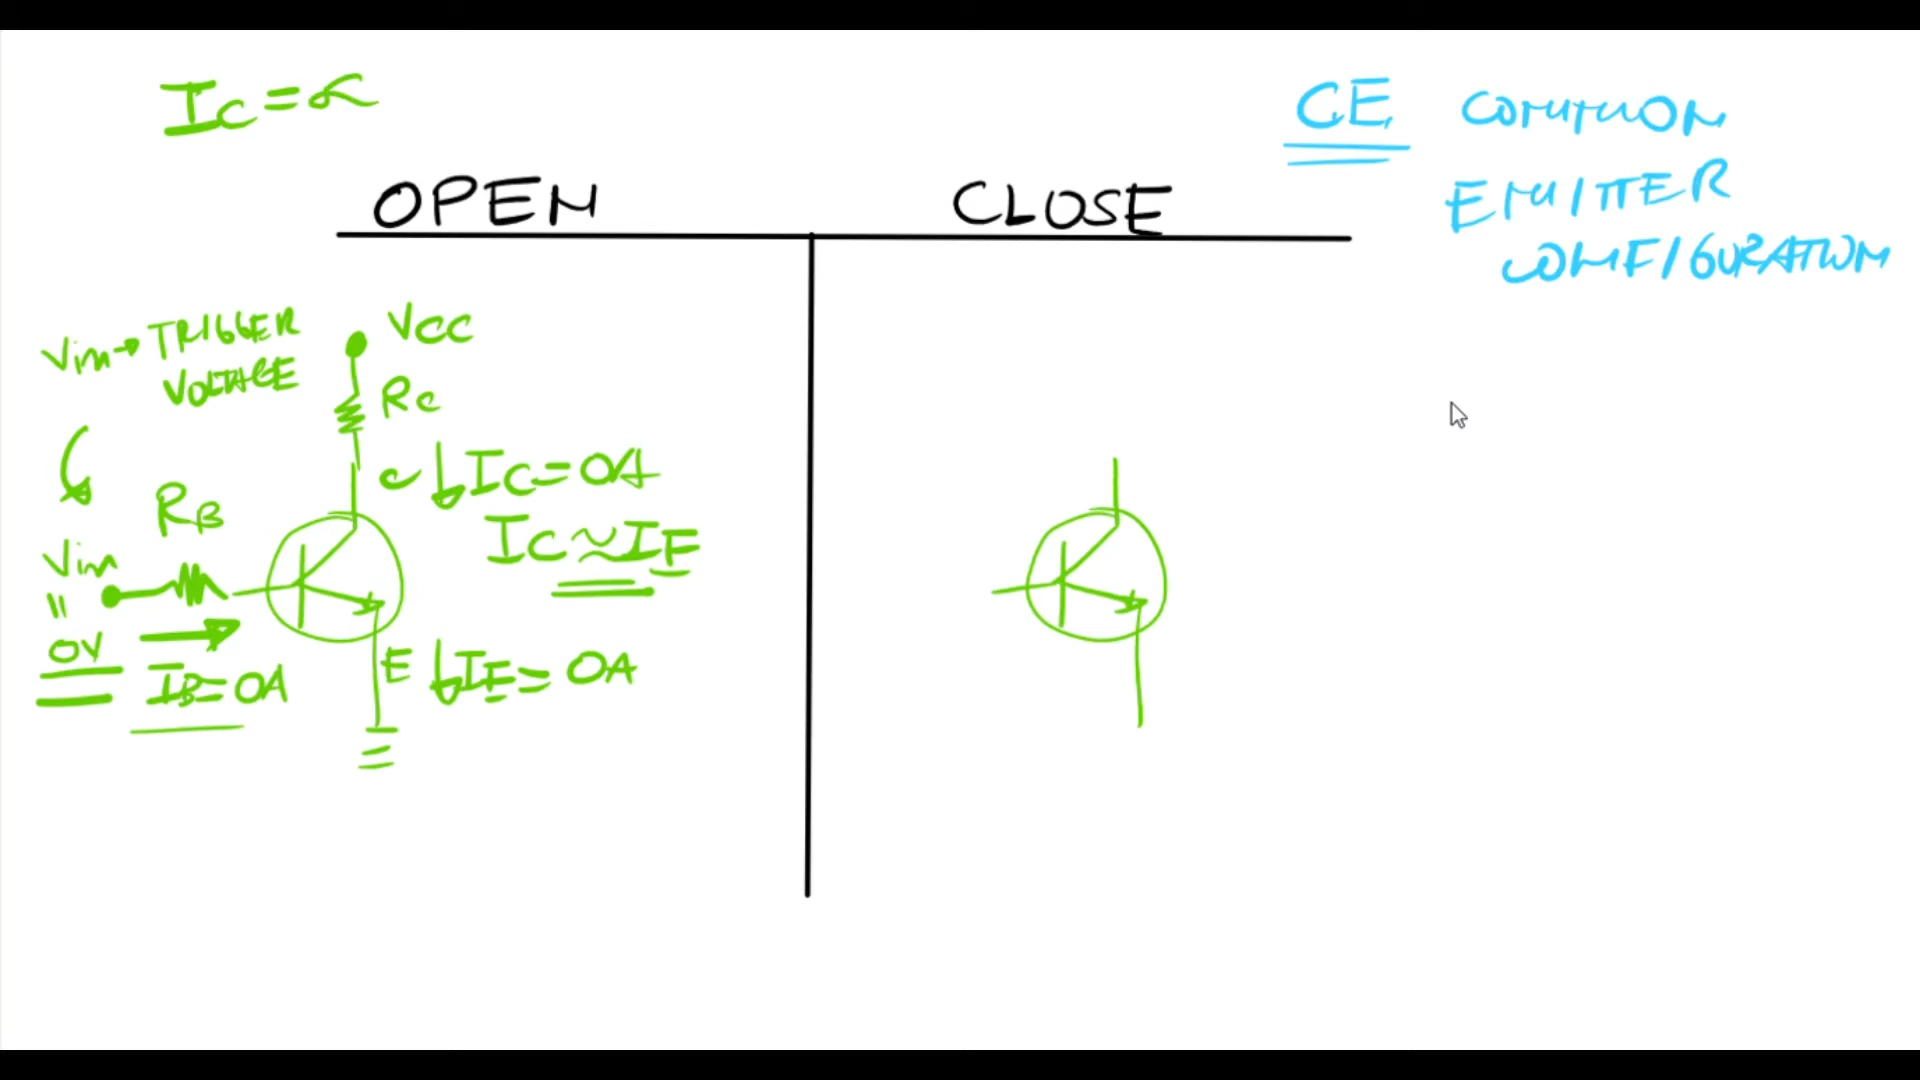 Ic = α
CE COMMON
EMITTER
CONFIGURATION
OPEN CLOSE
Vin → TRIGGER
VOLTAGE
Vcc
Rc
C Ic = 0A
Ic ≈ IE
RB
Vin
"
0V
IB = 0A
E IE = 0A